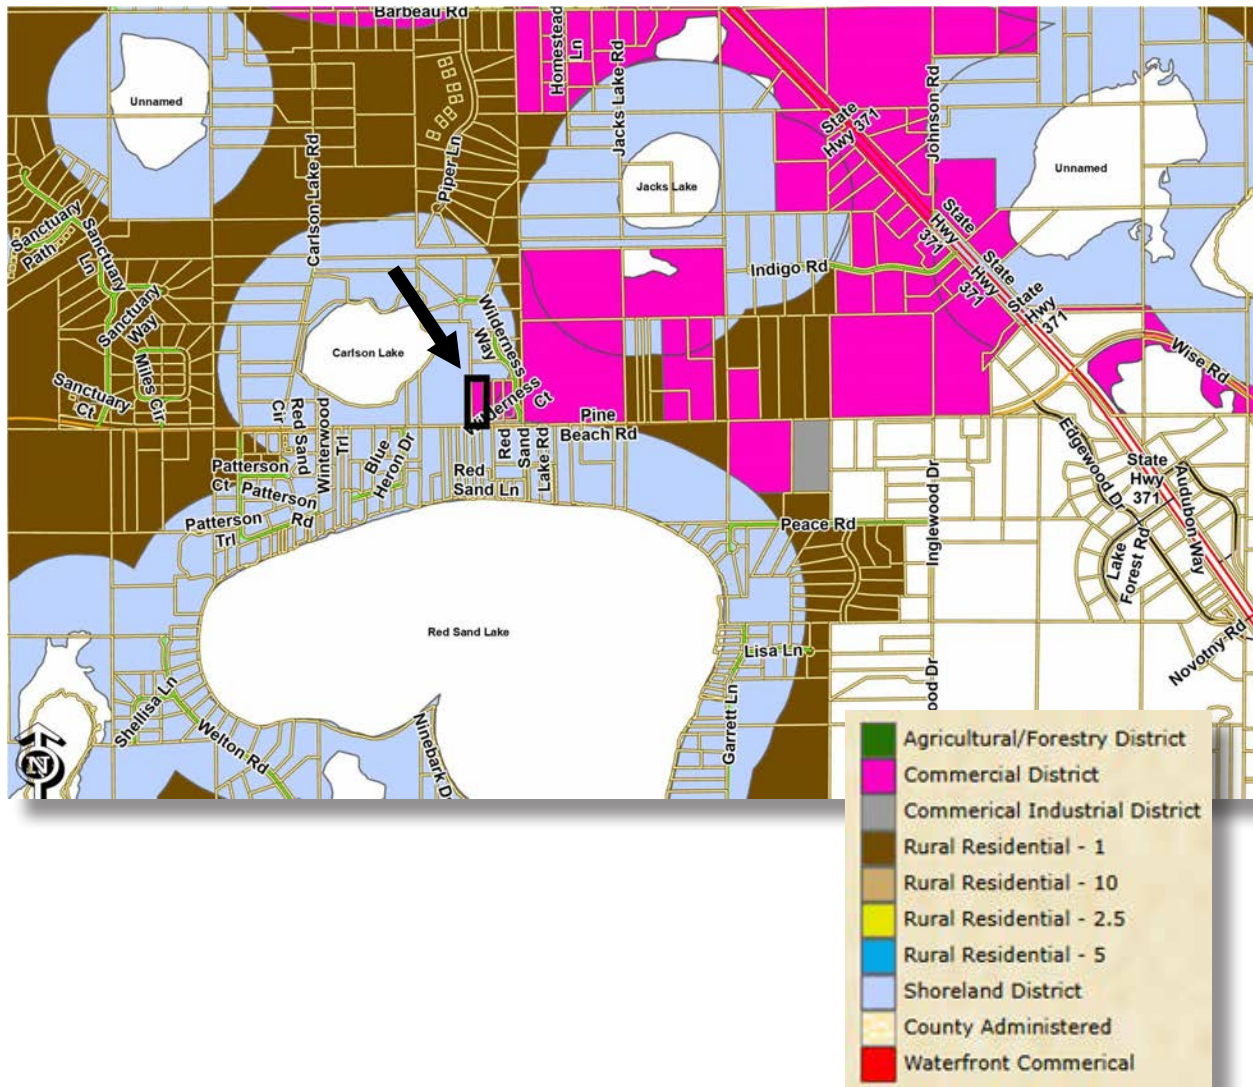 Barbeau Rd
Homestead
Ln
Jacks Lake Rd
Johnson Rd
State
Hwy 371
Unnamed
Unnamed
Piper Ln
Carlson Lake Rd
Jacks Lake
Sanctuary
Path
Sanctuary
Ln
Sanctuary
Way
Miles Cir
Sanctuary
Ct
State
Hwy
371
State
Hwy
371
State
Hwy 371
Indigo Rd
Wise Rd
Carlson Lake
Wilderness
Way
Wilderness
Ct
Pine
Beach Rd
Red Sand
Cir
Winterwood
Trl
Blue
Heron Dr
Red
Sand
Lake Rd
Red
Sand Ln
Patterson
Ct
Patterson
Rd
Patterson
Trl
Edgewood Dr
State
Hwy
371
Audubon Way
Peace Rd
Inglewood Dr
Lake
Forest Rd
Red Sand Lake
Lisa Ln
Novotny Rd
ood Dr
Shellisa Ln
Welton Rd
Ninebark Dr
Garrett Ln
N
Agricultural/Forestry District
Commercial District
Commerical Industrial District
Rural Residential - 1
Rural Residential - 10
Rural Residential - 2.5
Rural Residential - 5
Shoreland District
County Administered
Waterfront Commerical